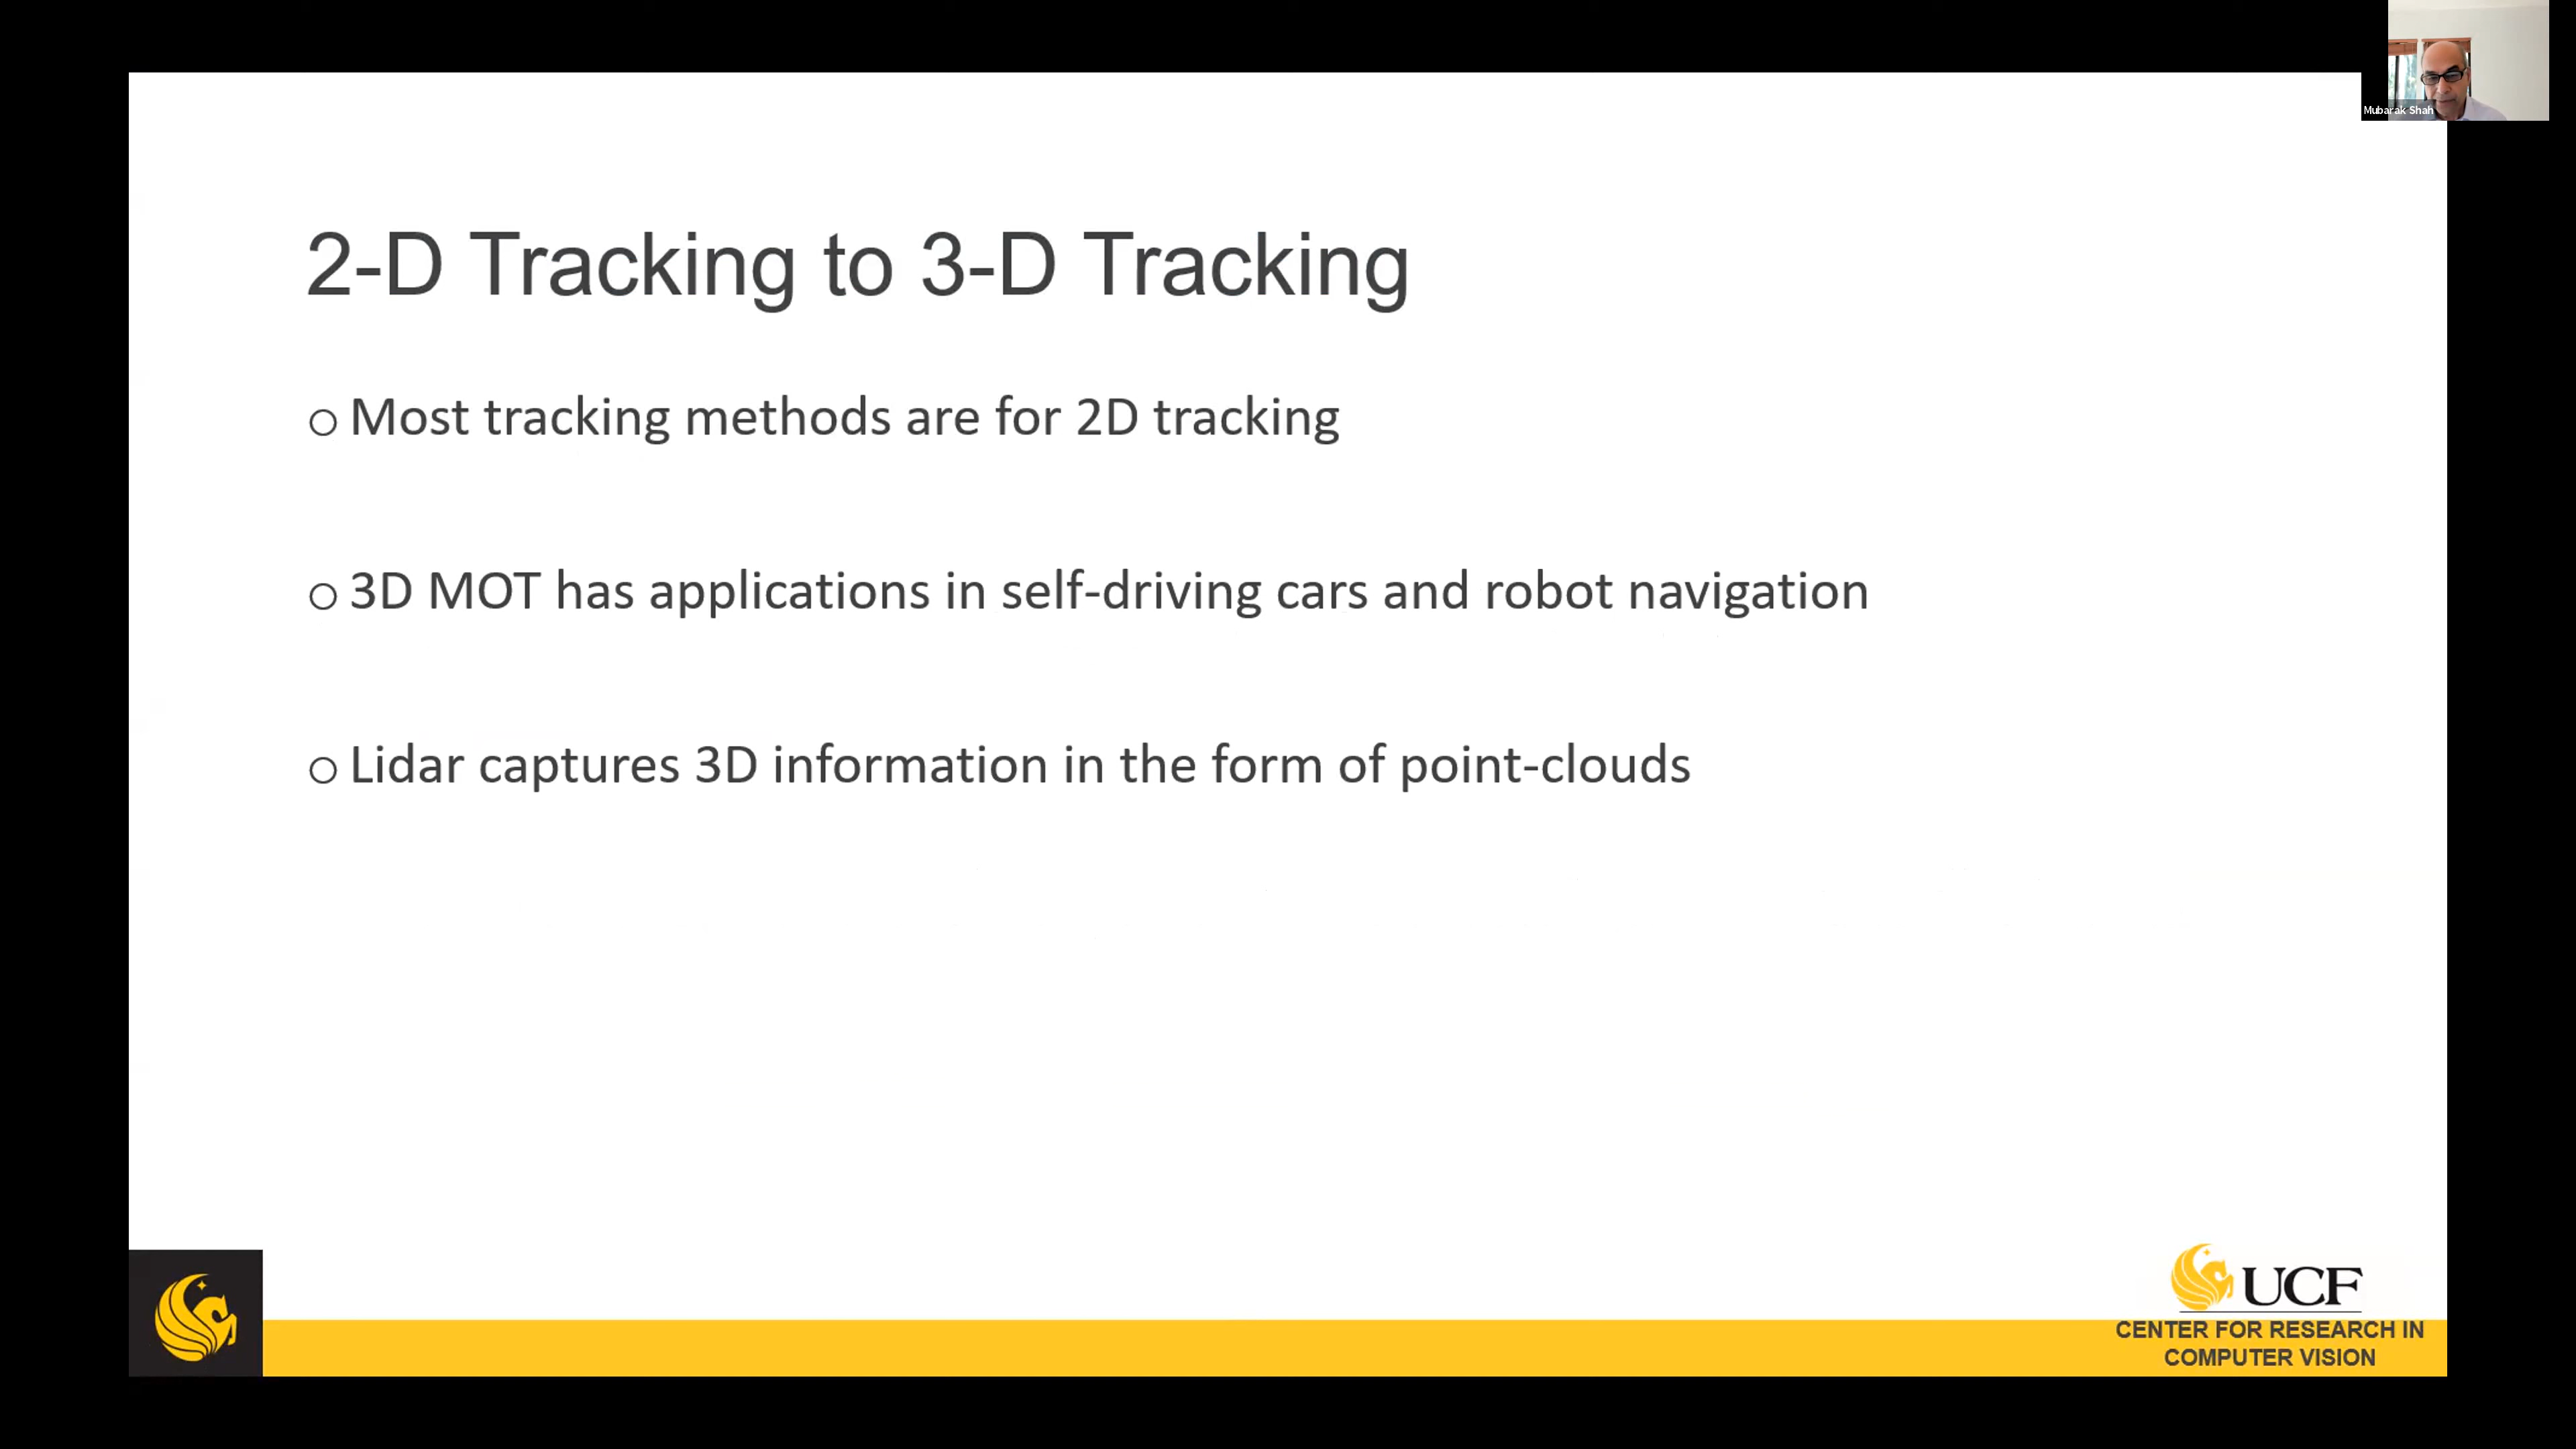 Mubarak Shah
2-D Tracking to 3-D Tracking
Most tracking methods are for 2D tracking
3D MOT has applications in self-driving cars and robot navigation
Lidar captures 3D information in the form of point-clouds
UCF
CENTER FOR RESEARCH IN
COMPUTER VISION